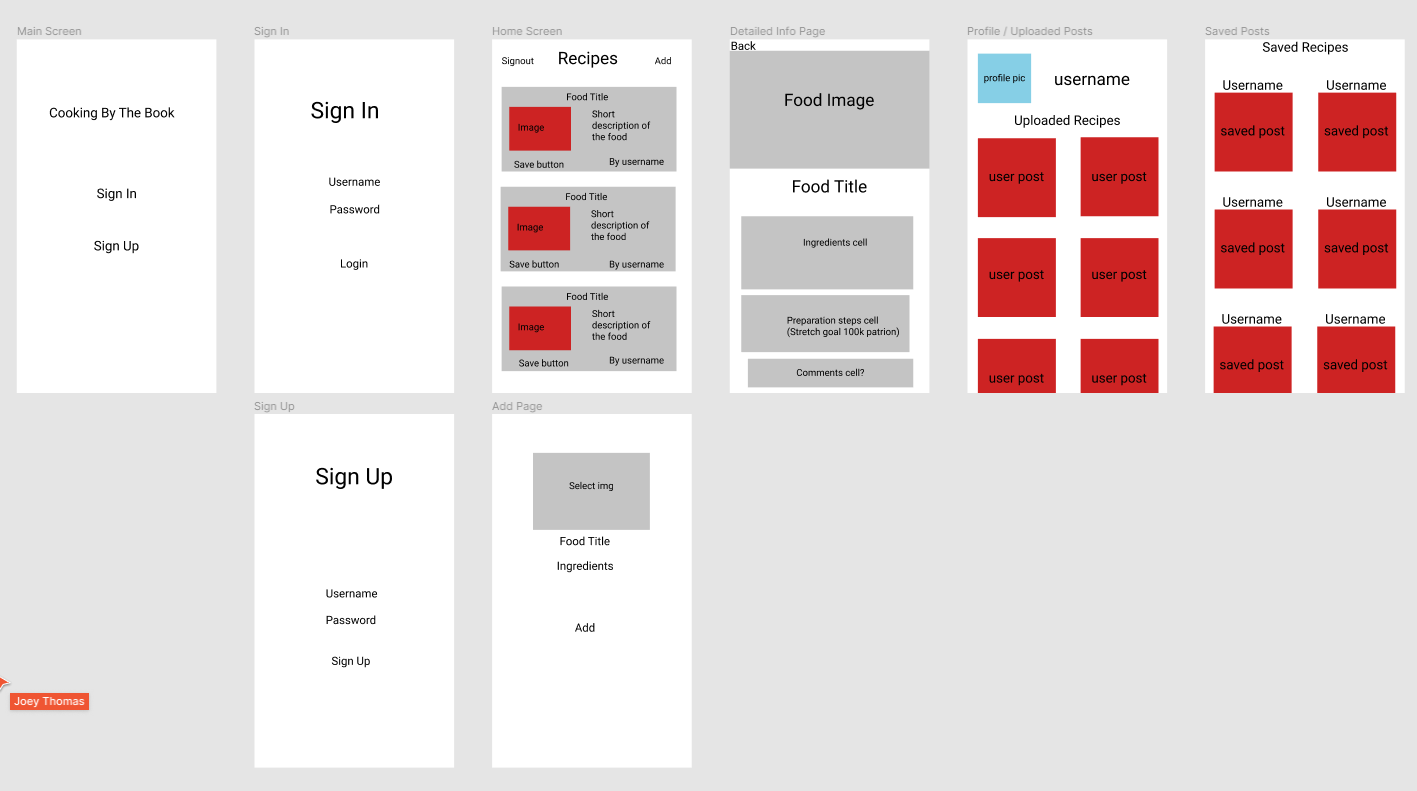 Main Screen
Cooking By The Book
Sign In
Sign Up
Sign In
Sign In
Username
Password
Login
Home Screen
Signout
Recipes
Add
Food Title
Image
Short
description of
the food
Save button
By username
Food Title
Image
Short
description of
the food
Save button
By username
Food Title
Image
Short
description of
the food
Save button
By username
Detailed Info Page
Back
Food Image
Food Title
Ingredients cell
Preparation steps cell
(Stretch goal 100k patrion)
Comments cell?
Profile / Uploaded Posts
profile pic
username
Uploaded Recipes
user post
user post
user post
user post
user post
user post
Saved Posts
Saved Recipes
Username
Username
saved post
saved post
Username
Username
saved post
saved post
Username
Username
saved post
saved post
Sign Up
Sign Up
Username
Password
Sign Up
Add Page
Select img
Food Title
Ingredients
Add
Joey Thomas